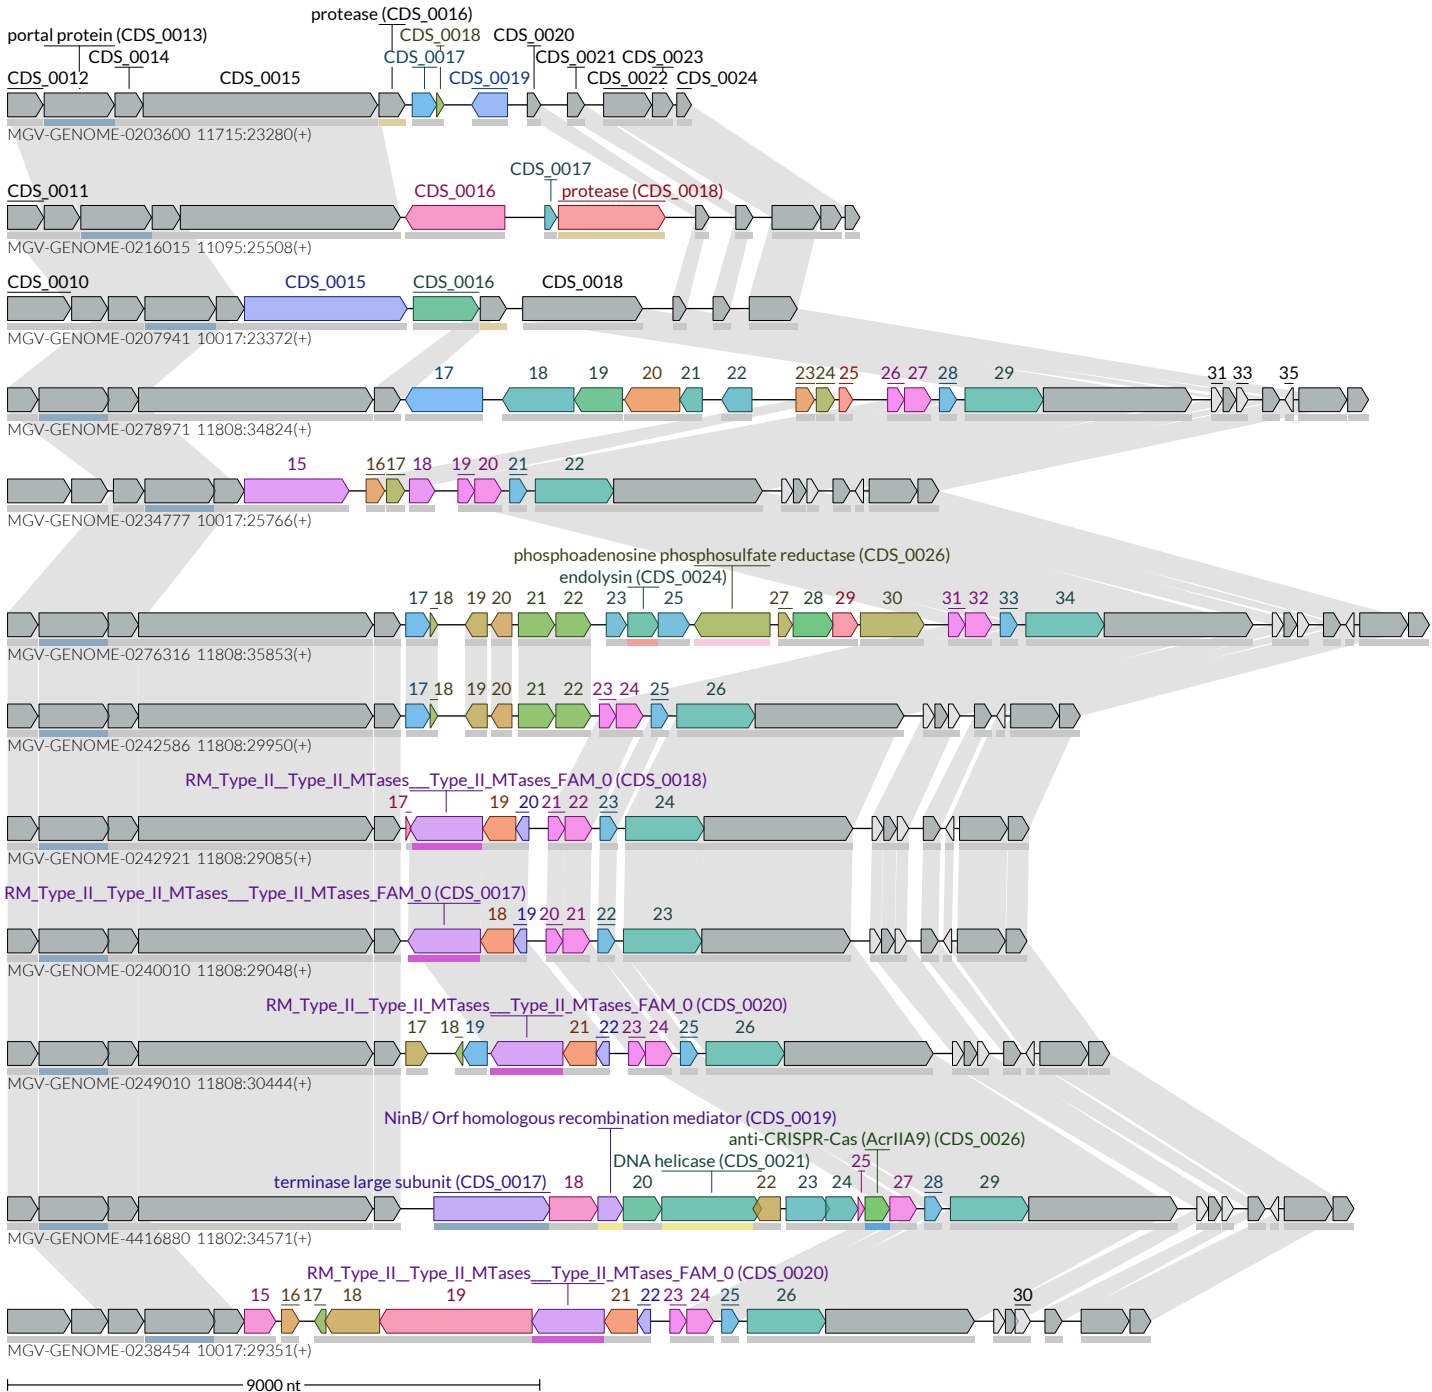 protease (CDS_0016)
portal protein (CDS_0013) CDS_0018 CDS_0020
CDS_0014 CDS_0017 CDS_0021 CDS_0023
CDS_0012 CDS_0015 CDS_0019 CDS_0022 CDS_0024
MGV-GENOME-0203600 11715:23280(+)
CDS_0017
CDS_0011 CDS_0016 protease (CDS_0018)
MGV-GENOME-0216015 11095:25508(+)
CDS_0010 CDS_0015 CDS_0016 CDS_0018
MGV-GENOME-0207941 10017:23372(+)
17 18 19 20 21 22 23 24 25 26 27 28 29 31 33 35
MGV-GENOME-0278971 11808:34824(+)
15 16 17 18 19 20 21 22
MGV-GENOME-0234777 10017:25766(+)
phosphoadenosine phosphosulfate reductase (CDS_0026)
endolysin (CDS_0024)
17 18 19 20 21 22 23 25 27 28 29 30 31 32 33 34
MGV-GENOME-0276316 11808:35853(+)
17 18 19 20 21 22 23 24 25 26
MGV-GENOME-0242586 11808:29950(+)
RM_Type_II__Type_II_MTases___Type_II_MTases_FAM_0 (CDS_0018)
17 19 20 21 22 23 24
MGV-GENOME-0242921 11808:29085(+)
RM_Type_II__Type_II_MTases___Type_II_MTases_FAM_0 (CDS_0017)
18 19 20 21 22 23
MGV-GENOME-0240010 11808:29048(+)
RM_Type_II__Type_II_MTases___Type_II_MTases_FAM_0 (CDS_0020)
17 18 19 21 22 23 24 25 26
MGV-GENOME-0249010 11808:30444(+)
NinB/ Orf homologous recombination mediator (CDS_0019)
anti-CRISPR-Cas (AcrIIA9) (CDS_0026)
DNA helicase (CDS_0021) 25
terminase large subunit (CDS_0017) 18 20 22 23 24 27 28 29
MGV-GENOME-4416880 11802:34571(+)
RM_Type_II__Type_II_MTases___Type_II_MTases_FAM_0 (CDS_0020)
15 16 17 18 19 21 22 23 24 25 26 30
MGV-GENOME-0238454 10017:29351(+)
9000 nt